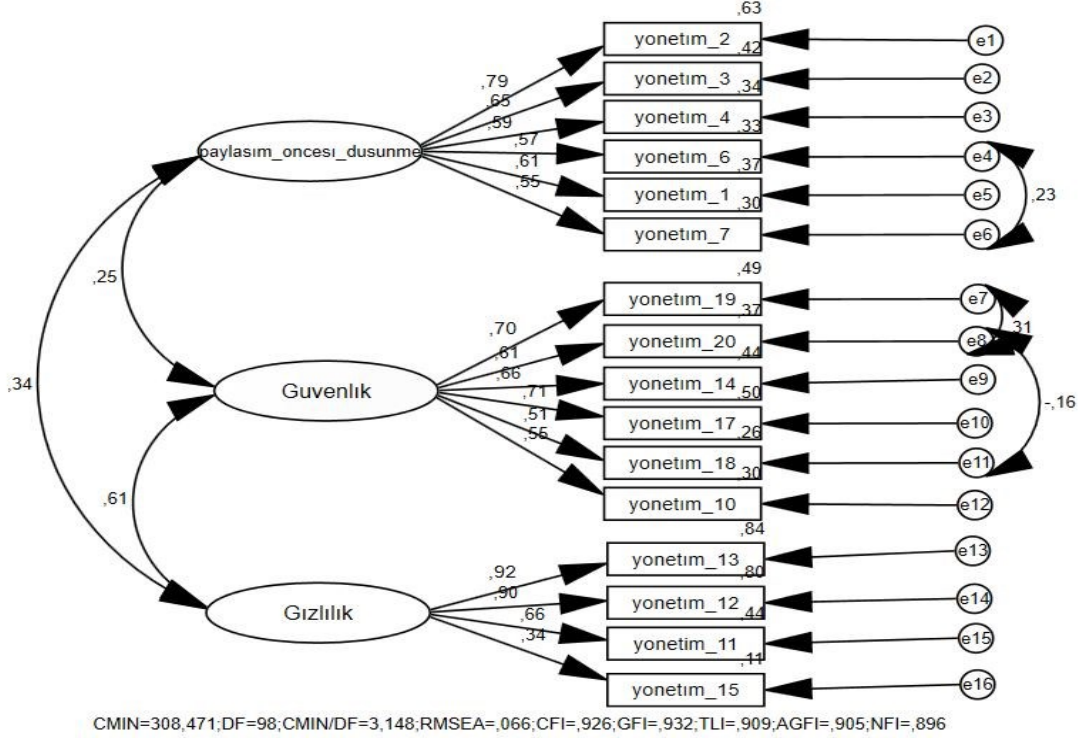 ,63
yonetım_2
e1
,42
,79
yonetım_3
e2
,34
,65
yonetım_4
e3
,33
,59
paylasım_oncesı_dusunme
,57
yonetım_6
e4
,37
,61
yonetım_1
e5
,23
,30
,55
yonetım_7
e6
,25
,49
yonetım_19
e7
,37
,70
,31
yonetım_20
e8
,44
,61
,34
Guvenlık
,66
yonetım_14
e9
,50
,71
-,16
,51
yonetım_17
e10
,26
,55
yonetım_18
e11
,30
yonetım_10
e12
,61
,84
yonetım_13
e13
,80
,92
,90
yonetım_12
e14
,44
Gızlılık
,66
yonetım_11
e15
,11
,34
yonetım_15
e16
CMIN=308,471;DF=98;CMIN/DF=3,148;RMSEA=,066;CFI=,926;GFI=,932;TLI=,909;AGFI=,905;NFI=,896